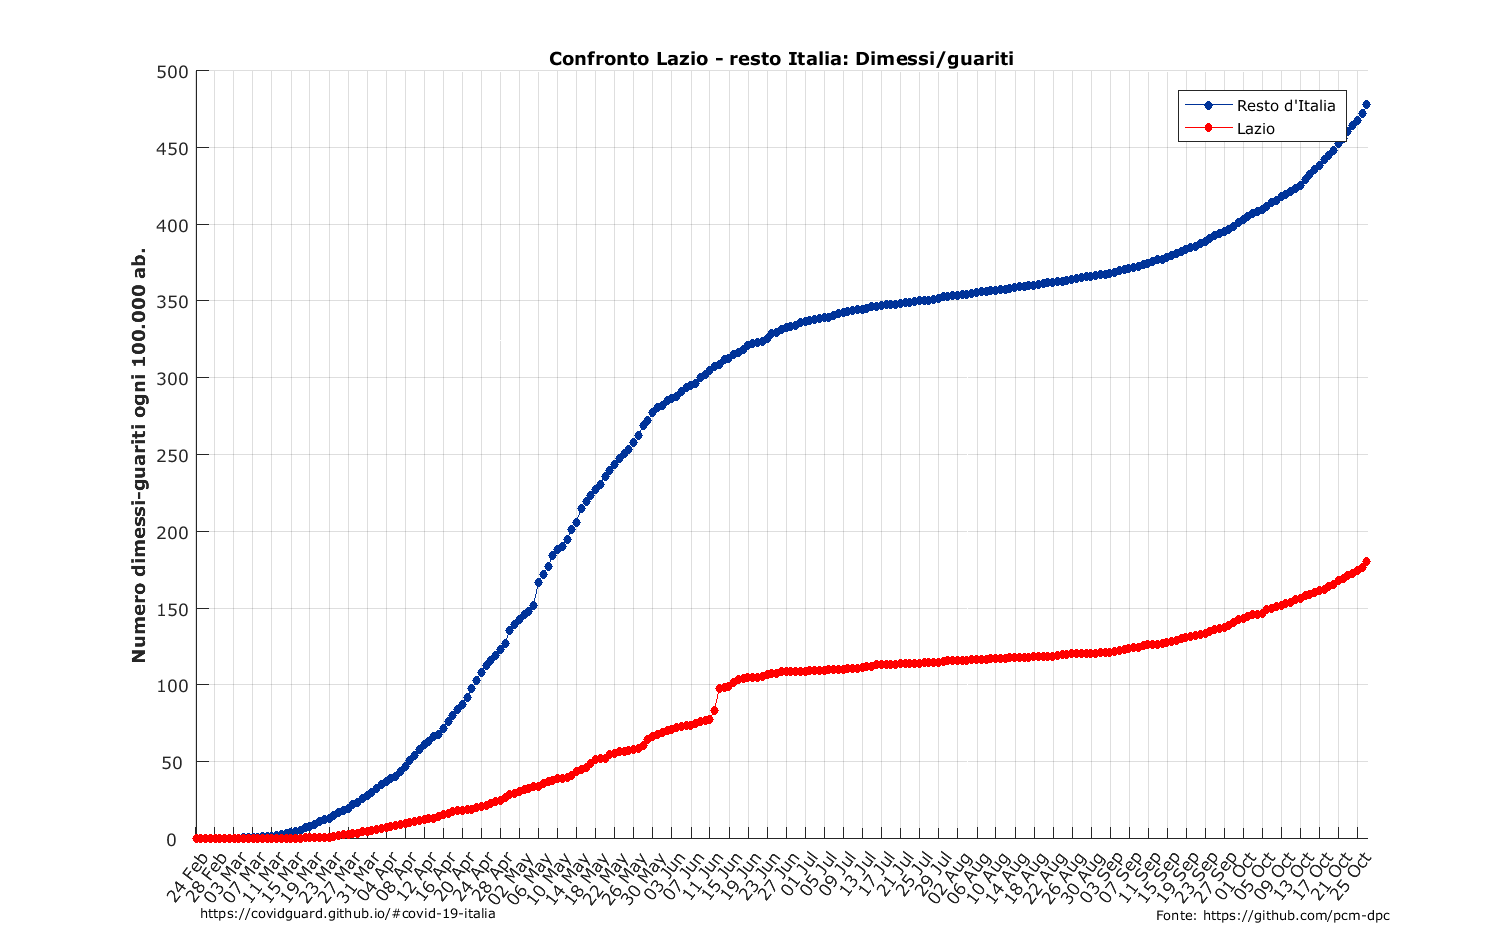 Confronto Lazio - resto Italia: Dimessi/guariti
Numero dimessi-guariti ogni 100.000 ab.
500
450
400
350
300
250
200
150
100
50
0
Resto d'Italia
Lazio
24 Feb
28 Feb
03 Mar
07 Mar
11 Mar
15 Mar
19 Mar
23 Mar
27 Mar
31 Mar
04 Apr
08 Apr
12 Apr
16 Apr
20 Apr
24 Apr
28 Apr
02 May
06 May
10 May
14 May
18 May
22 May
26 May
30 May
03 Jun
07 Jun
11 Jun
15 Jun
19 Jun
23 Jun
27 Jun
01 Jul
05 Jul
09 Jul
13 Jul
17 Jul
21 Jul
25 Jul
29 Jul
02 Aug
06 Aug
10 Aug
14 Aug
18 Aug
22 Aug
26 Aug
30 Aug
03 Sep
07 Sep
11 Sep
15 Sep
19 Sep
23 Sep
27 Sep
01 Oct
05 Oct
09 Oct
13 Oct
17 Oct
21 Oct
25 Oct
https://covidguard.github.io/#covid-19-italia
Fonte: https://github.com/pcm-dpc